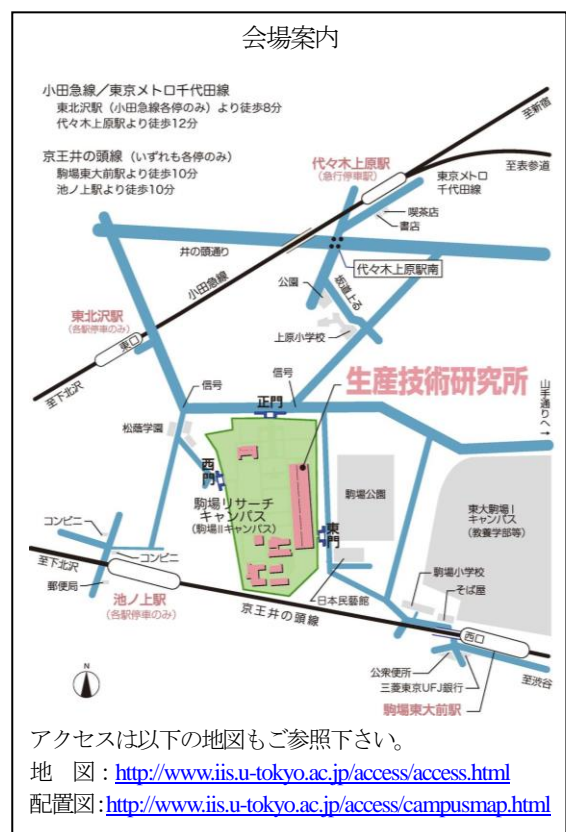 会場案内
小田急線／東京メトロ千代田線
東北沢駅（小田急線各停のみ）より徒歩8分
代々木上原駅より徒歩12分
京王井の頭線（いずれも各停のみ）
駒場東大前駅より徒歩10分
池ノ上駅より徒歩10分
至新宿
代々木上原駅
（急行停車駅）
至表参道
東京メトロ
千代田線
喫茶店
書店
井の頭通り
代々木上原駅南
小田急線
公園
坂道上る
東北沢駅
（各駅停車のみ）
東口
上原小学校
至下北沢
信号
信号
生産技術研究所
正門
山手通りへ→
松蔭学園
西門
駒場リサーチ
キャンパス
（駒場IIキャンパス）
駒場公園
東大駒場I
キャンパス
（教養学部等）
東門
コンビニ
コンビニ
至下北沢
郵便局
池ノ上駅
（各駅停車のみ）
京王井の頭線
日本民藝館
駒場小学校
そば屋
西口
公衆便所
三菱東京UFJ銀行
至渋谷
駒場東大前駅
N
アクセスは以下の地図もご参照下さい。
地　図：http://www.iis.u-tokyo.ac.jp/access/access.html
配置図：http://www.iis.u-tokyo.ac.jp/access/campusmap.html